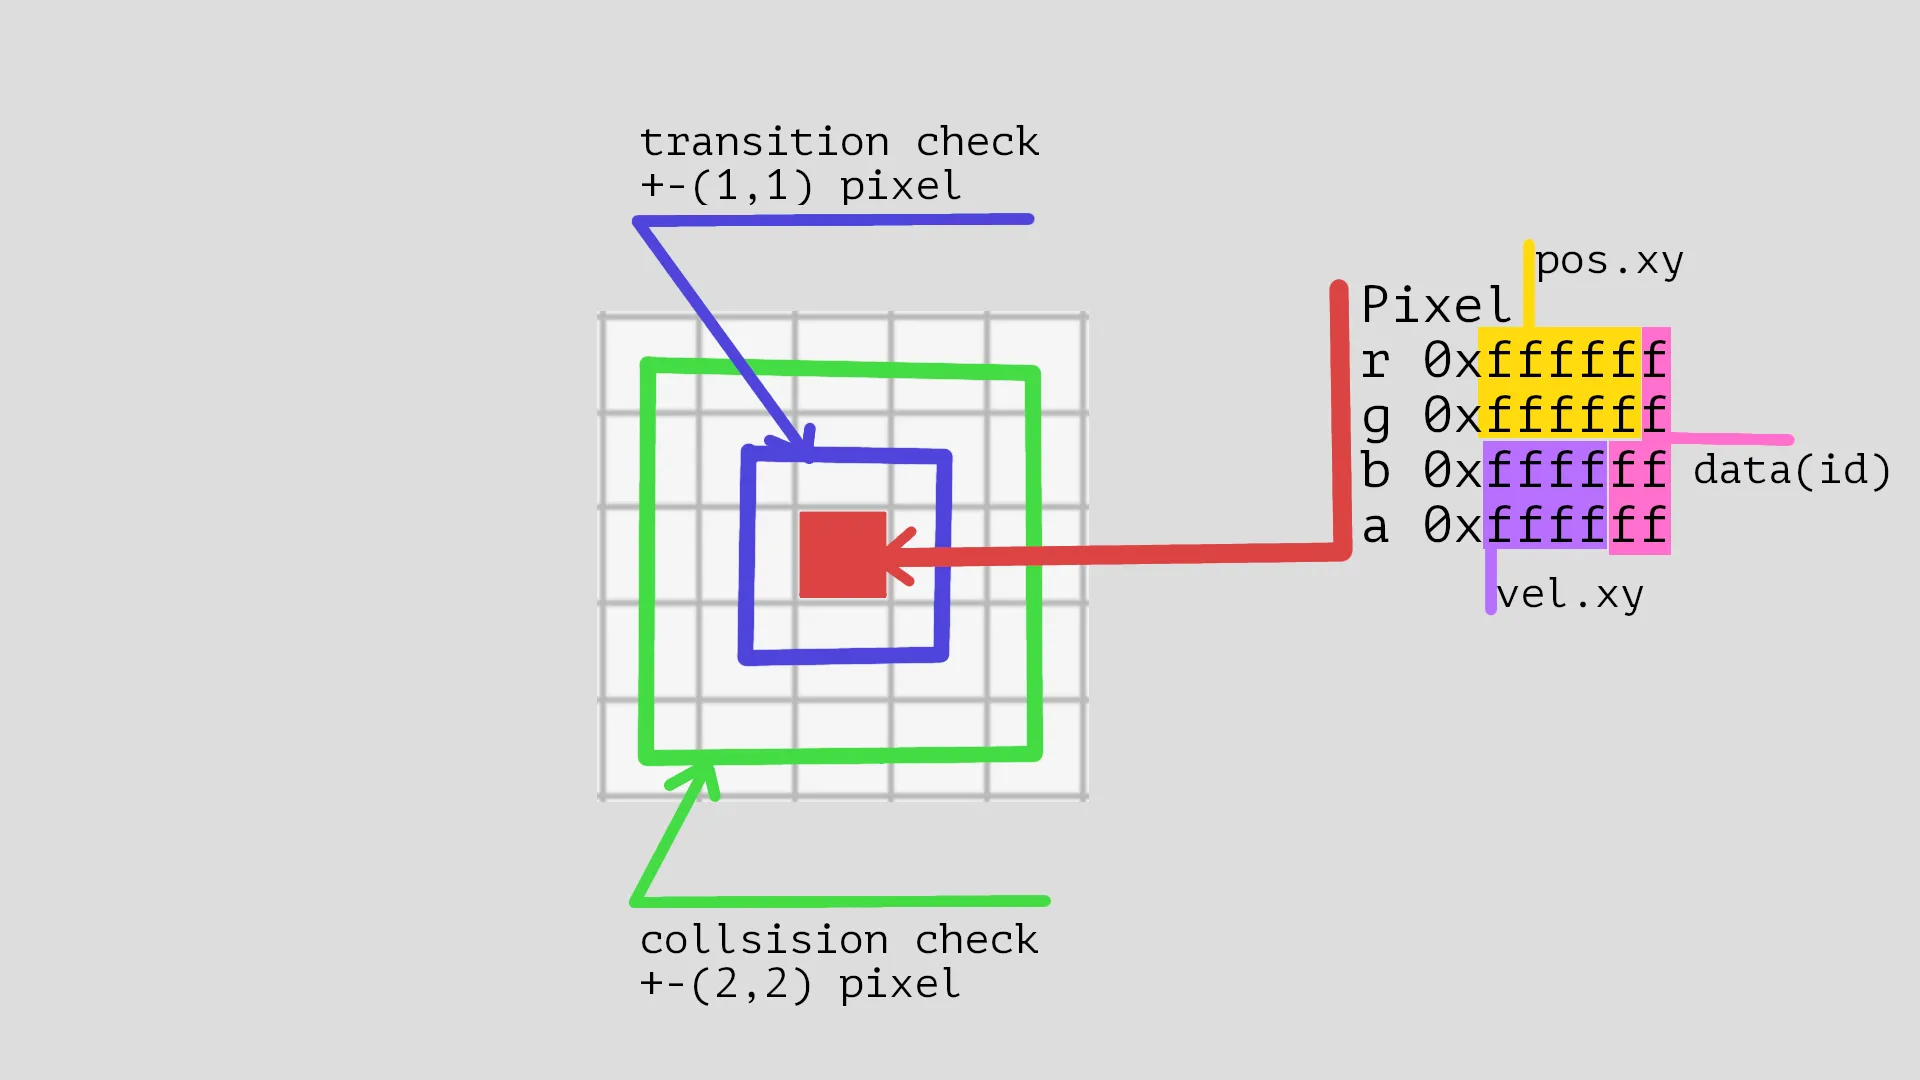 transition check
+-(1,1) pixel
pos.xy
Pixel
r 0xffffff
g 0xffffff
b 0xffffff
a 0xffffff
data(id)
vel.xy
collsision check
+-(2,2) pixel